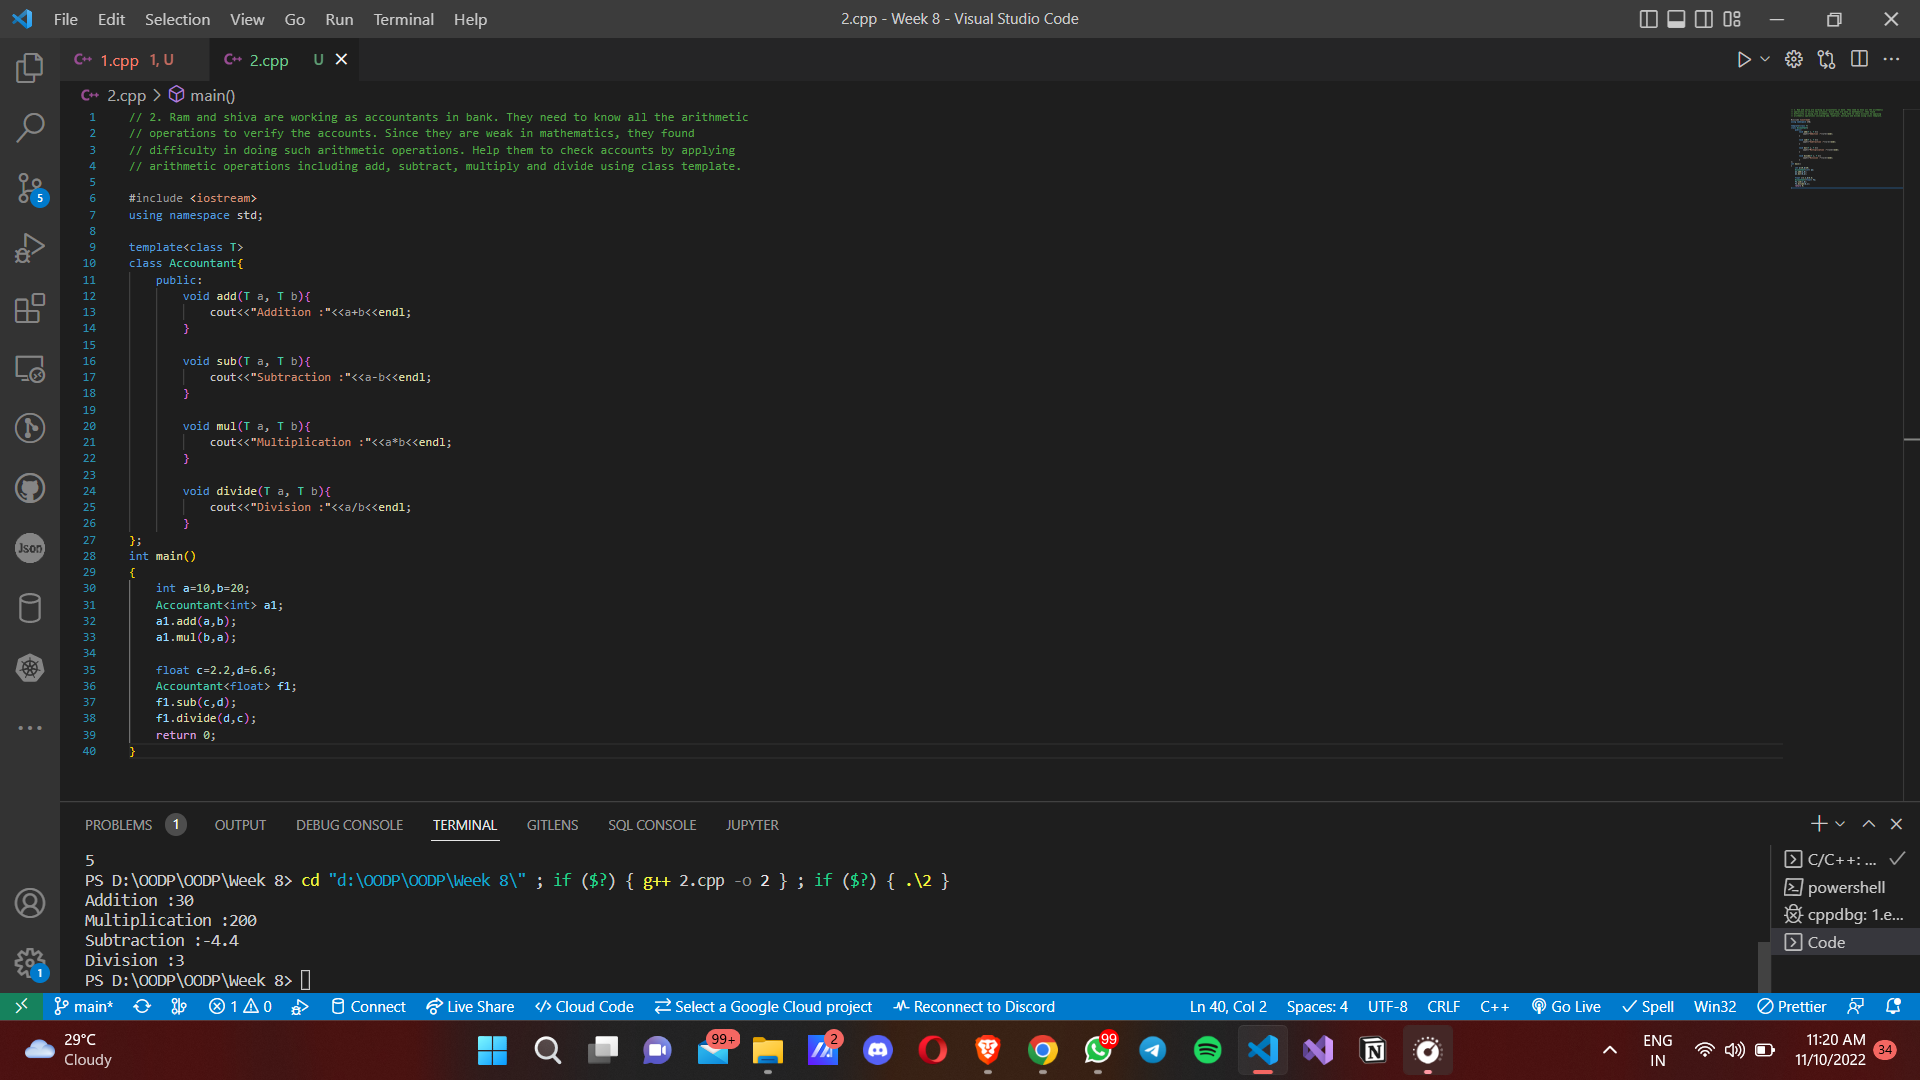 File Edit Selection View Go Run Terminal Help
2.cpp - Week 8 - Visual Studio Code
1.cpp 1, U
2.cpp U
2.cpp > main()
1 // 2. Ram and shiva are working as accountants in bank. They need to know all the arithmetic
2 // operations to verify the accounts. Since they are weak in mathematics, they found
3 // difficulty in doing such arithmetic operations. Help them to check accounts by applying
4 // arithmetic operations including add, subtract, multiply and divide using class template.
5
6 #include <iostream>
7 using namespace std;
8
9 template<class T>
10 class Accountant{
11 public:
12 void add(T a, T b){
13 cout<<"Addition :"<<a+b<<endl;
14 }
15
16 void sub(T a, T b){
17 cout<<"Subtraction :"<<a-b<<endl;
18 }
19
20 void mul(T a, T b){
21 cout<<"Multiplication :"<<a*b<<endl;
22 }
23
24 void divide(T a, T b){
25 cout<<"Division :"<<a/b<<endl;
26 }
27 };
28 int main()
29 {
30 int a=10,b=20;
31 Accountant<int> a1;
32 a1.add(a,b);
33 a1.mul(b,a);
34
35 float c=2.2,d=6.6;
36 Accountant<float> f1;
37 f1.sub(c,d);
38 f1.divide(d,c);
39 return 0;
40 }
5
Json
1
PROBLEMS 1 OUTPUT DEBUG CONSOLE TERMINAL GITLENS SQL CONSOLE JUPYTER
5
PS D:\OODP\OODP\Week 8> cd "d:\OODP\OODP\Week 8\" ; if ($?) { g++ 2.cpp -o 2 } ; if ($?) { .\2 }
Addition :30
Multiplication :200
Subtraction :-4.4
Division :3
PS D:\OODP\OODP\Week 8>
C/C++: ...
powershell
cppdbg: 1.e...
Code
main* 1 0 Connect Live Share Cloud Code Select a Google Cloud project Reconnect to Discord
Ln 40, Col 2 Spaces: 4 UTF-8 CRLF C++ Go Live Spell Win32 Prettier
29°C
Cloudy
99+
2
99
ENG
IN
11:20 AM
11/10/2022
34